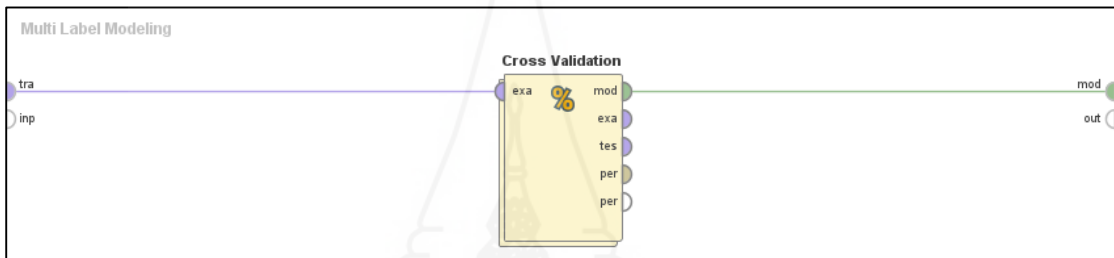 Multi Label Modeling
Cross Validation
tra
exa
%
mod
mod
inp
exa
out
tes
per
per